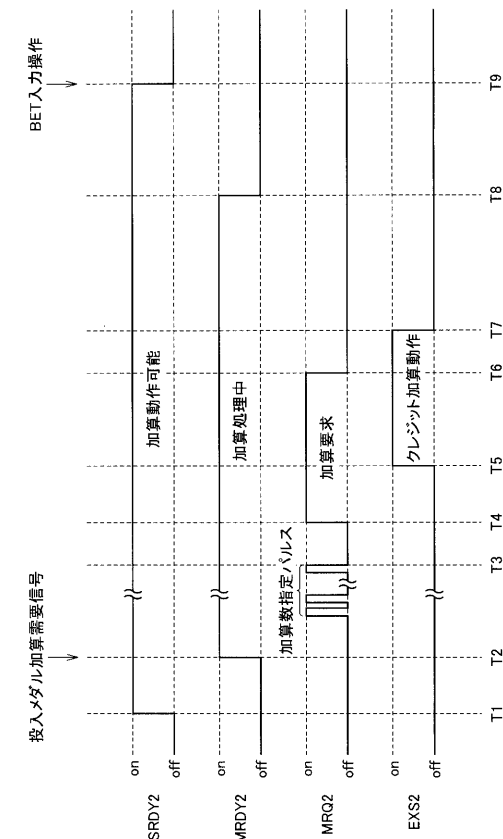 投入メダル加算需要信号
BET入力操作
SRDY2
on
off
加算動作可能
MRDY2
on
off
加算処理中
MRQ2
on
off
加算数指定パルス
加算要求
EXS2
on
off
クレジット加算動作
T1
T2
T3
T4
T5
T6
T7
T8
T9